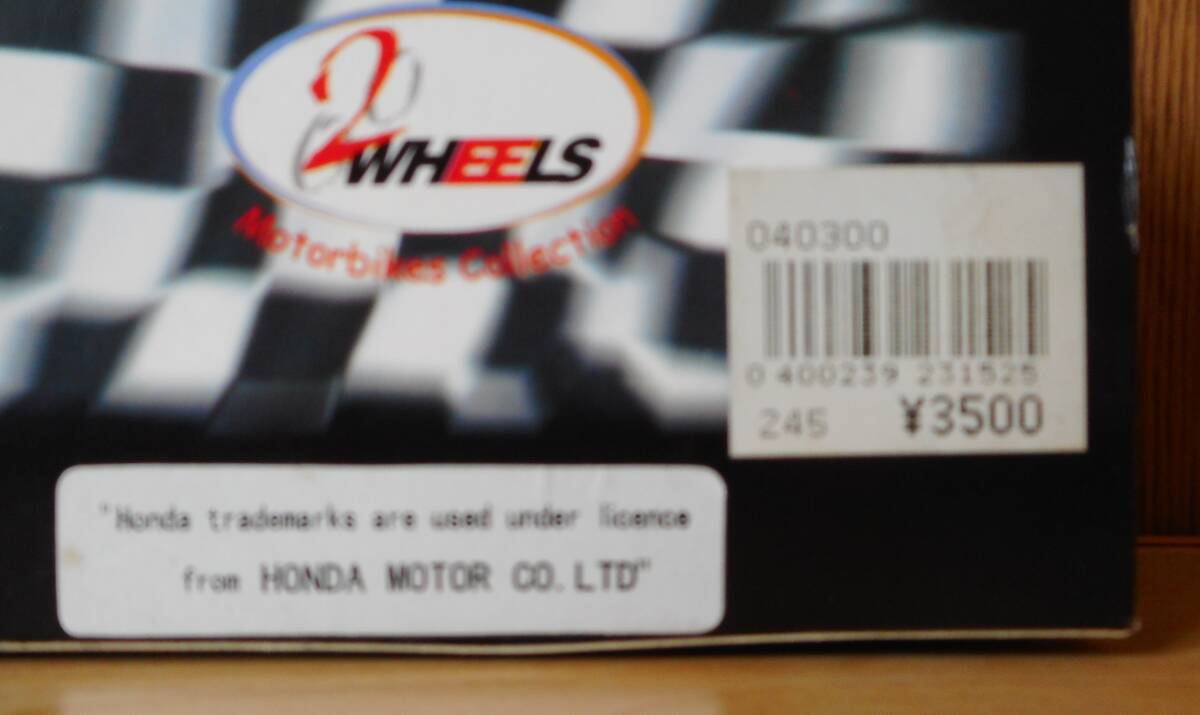 2 WHEELS
Motorbikes Collection
040300
0 400239 231525
245 ¥3500
"Honda trademarks are used under licence
from HONDA MOTOR CO. LTD"